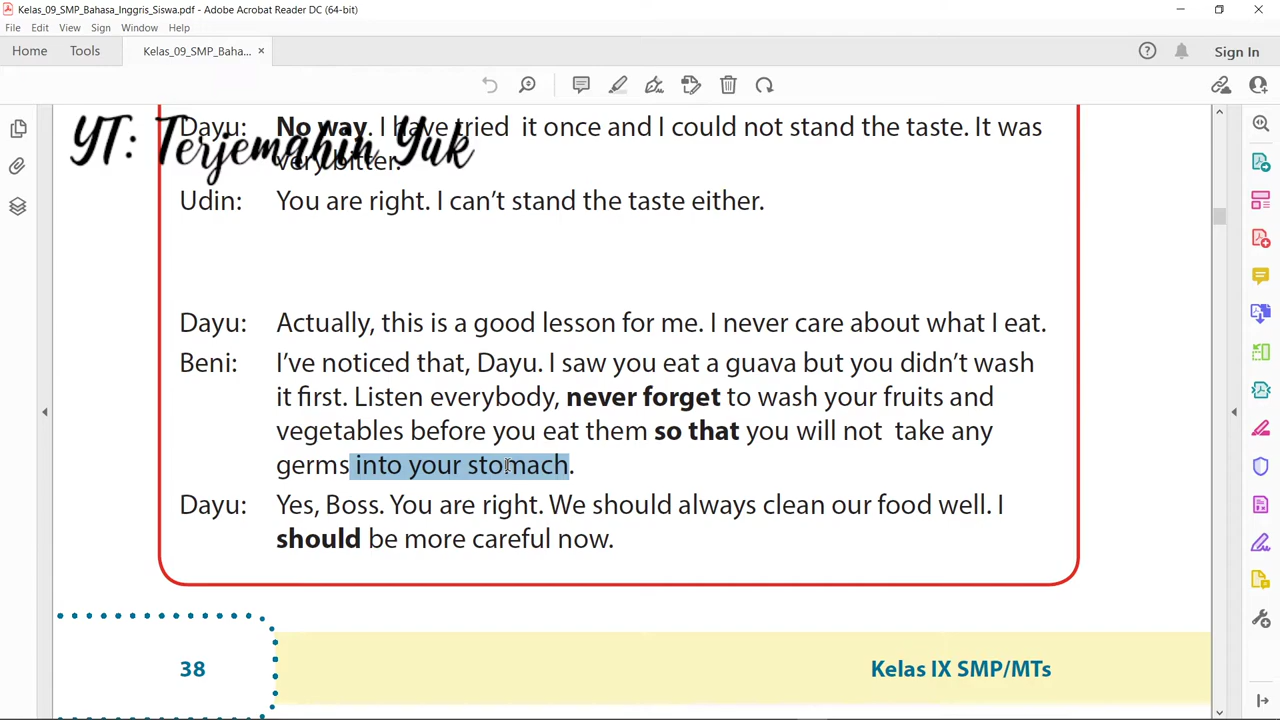 Kelas_09_SMP_Bahasa_Inggris_Siswa.pdf - Adobe Acrobat Reader DC (64-bit)
File Edit View Sign Window Help
Home Tools Kelas_09_SMP_Baha... × Sign In
YT: Terjemahin Yuk
Dayu: No way. I have tried it once and I could not stand the taste. It was
very bitter.
Udin: You are right. I can't stand the taste either.
Dayu: Actually, this is a good lesson for me. I never care about what I eat.
Beni: I've noticed that, Dayu. I saw you eat a guava but you didn't wash
it first. Listen everybody, never forget to wash your fruits and
vegetables before you eat them so that you will not take any
germs into your stomach.
Dayu: Yes, Boss. You are right. We should always clean our food well. I
should be more careful now.
38 Kelas IX SMP/MTs